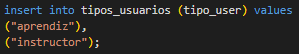 insert into tipos_usuarios (tipo_user) values
("aprendiz"),
("instructor");